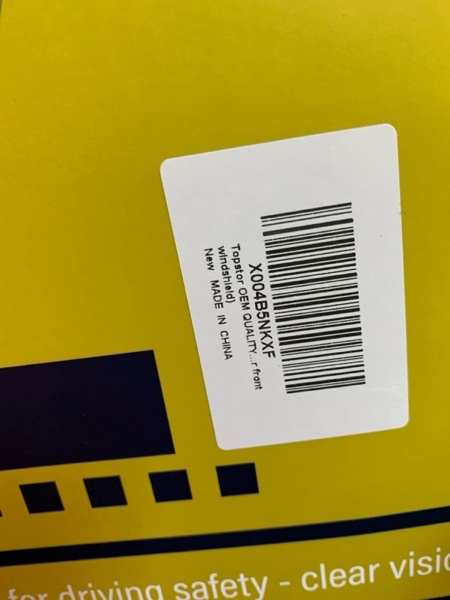 X004B5NKXF
Topstor OEM QUALITY...r front
windshield)
New MADE IN CHINA
for driving safety - clear visio